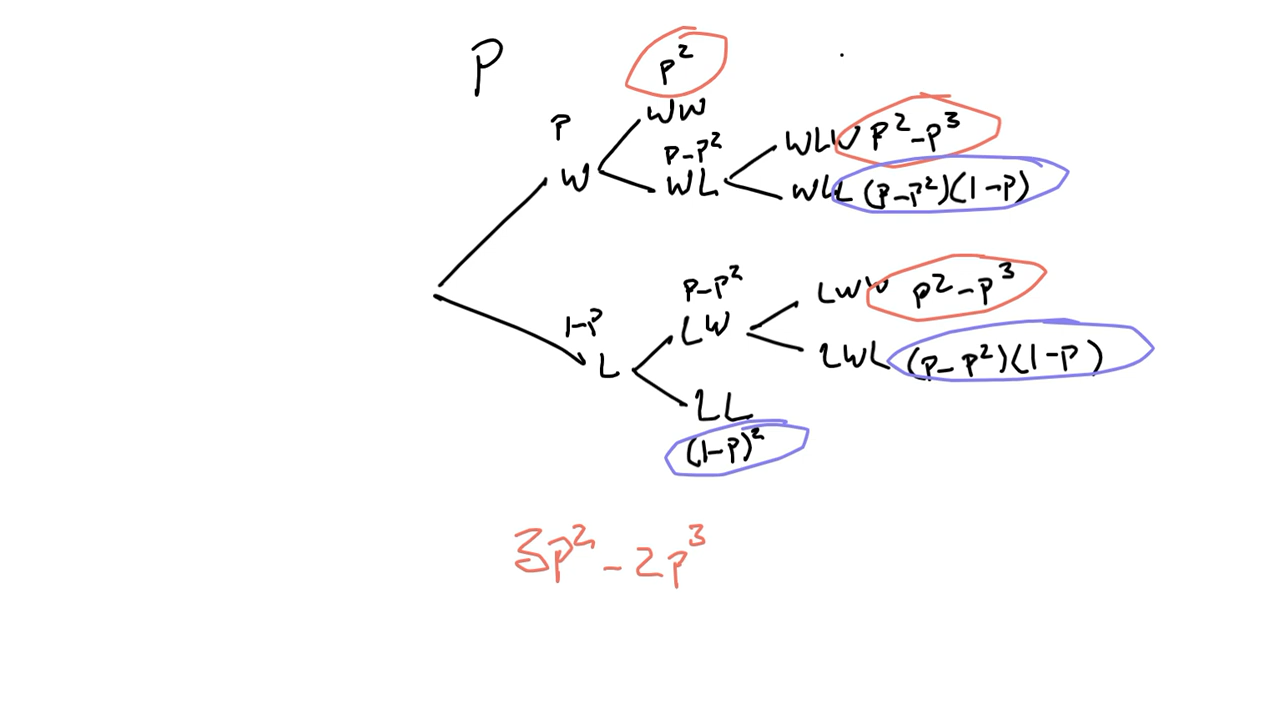 P
p²
WW
P
P-P²
WLW P²-P³
W
WL
WLL (P-P²)(1-P)
P-P²
LWW P²-P³
1-P
LW
L
LWL (P-P²)(1-P)
LL
(1-P)²
3p²-2p³